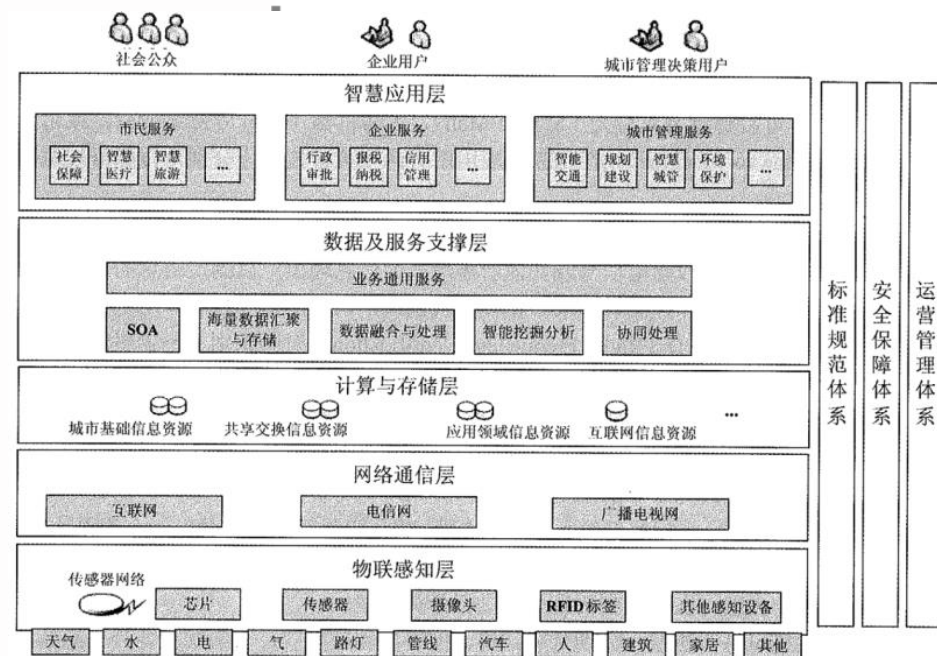 社会公众
企业用户
城市管理决策用户
智慧应用层
市民服务
社会保障
智慧医疗
智慧旅游
...
企业服务
行政审批
报税纳税
信用管理
...
城市管理服务
智能交通
规划建设
智慧城管
环境保护
...
数据及服务支撑层
业务通用服务
SOA
海量数据汇聚
与存储
数据融合与处理
智能挖掘分析
协同处理
计算与存储层
城市基础信息资源
共享交换信息资源
应用领域信息资源
互联网信息资源
...
网络通信层
互联网
电信网
广播电视网
物联感知层
传感器网络
芯片
传感器
摄像头
RFID标签
其他感知设备
天气
水
电
气
路灯
管线
汽车
人
建筑
家居
其他
标准规范体系
安全保障体系
运营管理体系